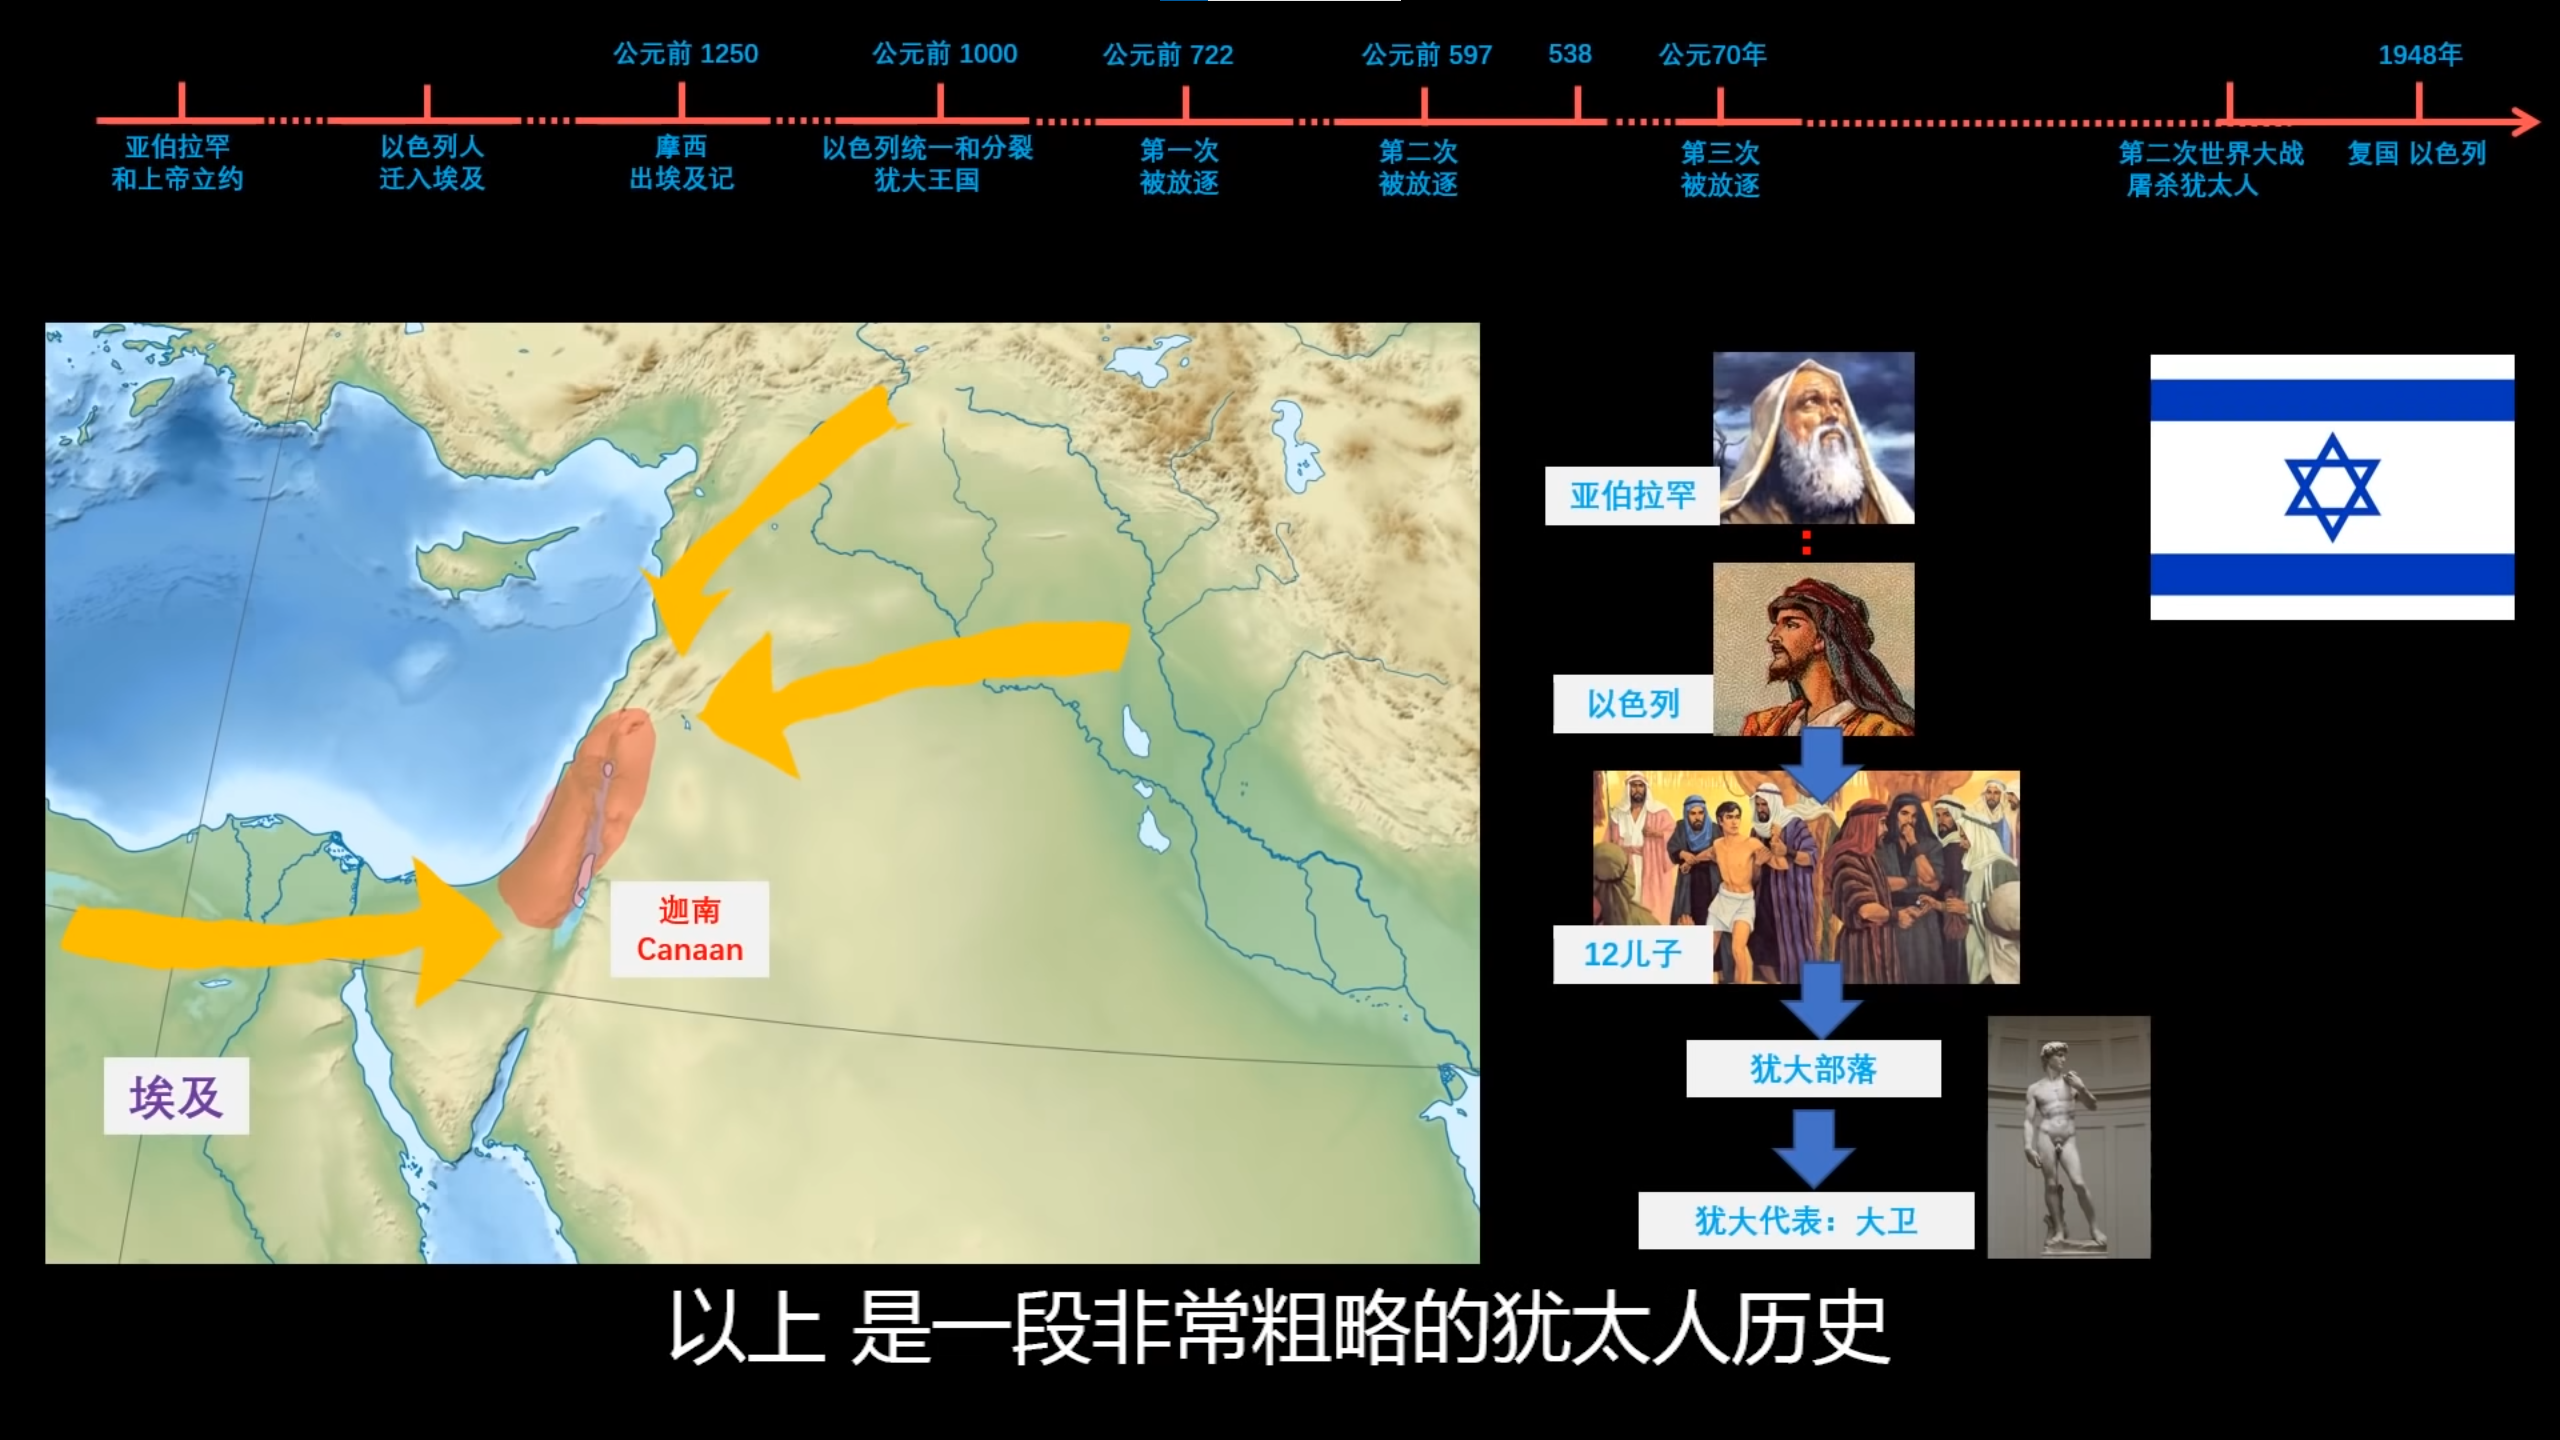 公元前 1250
公元前 1000
公元前 722
公元前 597
538
公元70年
1948年
亚伯拉罕
和上帝立约
以色列人
迁入埃及
摩西
出埃及记
以色列统一和分裂
犹大王国
第一次
被放逐
第二次
被放逐
第三次
被放逐
第二次世界大战
屠杀犹太人
复国 以色列
迦南
Canaan
埃及
亚伯拉罕
以色列
12儿子
犹大部落
犹大代表：大卫
以上 是一段非常粗略的犹太人历史